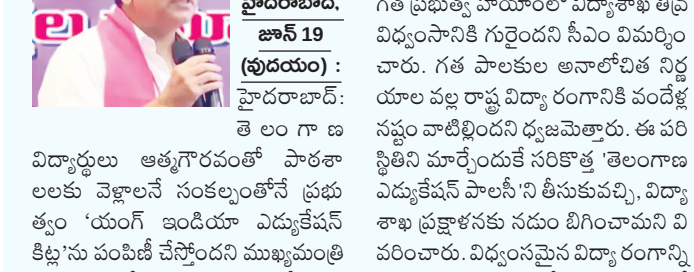 హైదరాబాద్,
జూన్ 19
(వుదయం) :
హైదరాబాద్:
తె లం గా ణ
విద్యార్థులు ఆత్మగౌరవంతో పాఠశా
లలకు వెళ్లాలనే సంకల్పంతోనే ప్రభు
త్వం ‘యంగ్ ఇండియా ఎడ్యుకేషన్
కిట్ల’ను పంపిణీ చేస్తోందని ముఖ్యమంత్రి
గత ప్రభుత్వ హయాంలో విద్యాశాఖ తీవ్ర
విధ్వంసానికి గురైందని సీఎం విమర్శిం
చారు. గత పాలకుల అనాలోచిత నిర్ణ
యాల వల్ల రాష్ట్ర విద్యా రంగానికి వందేళ్ల
నష్టం వాటిల్లిందని ధ్వజమెత్తారు. ఈ పరి
స్థితిని మార్చేందుకే సరికొత్త 'తెలంగాణ
ఎడ్యుకేషన్ పాలసీ'ని తీసుకువచ్చి, విద్యా
శాఖ ప్రక్షాళనకు నడుం బిగించామని వి
వరించారు. విధ్వంసమైన విద్యా రంగాన్ని